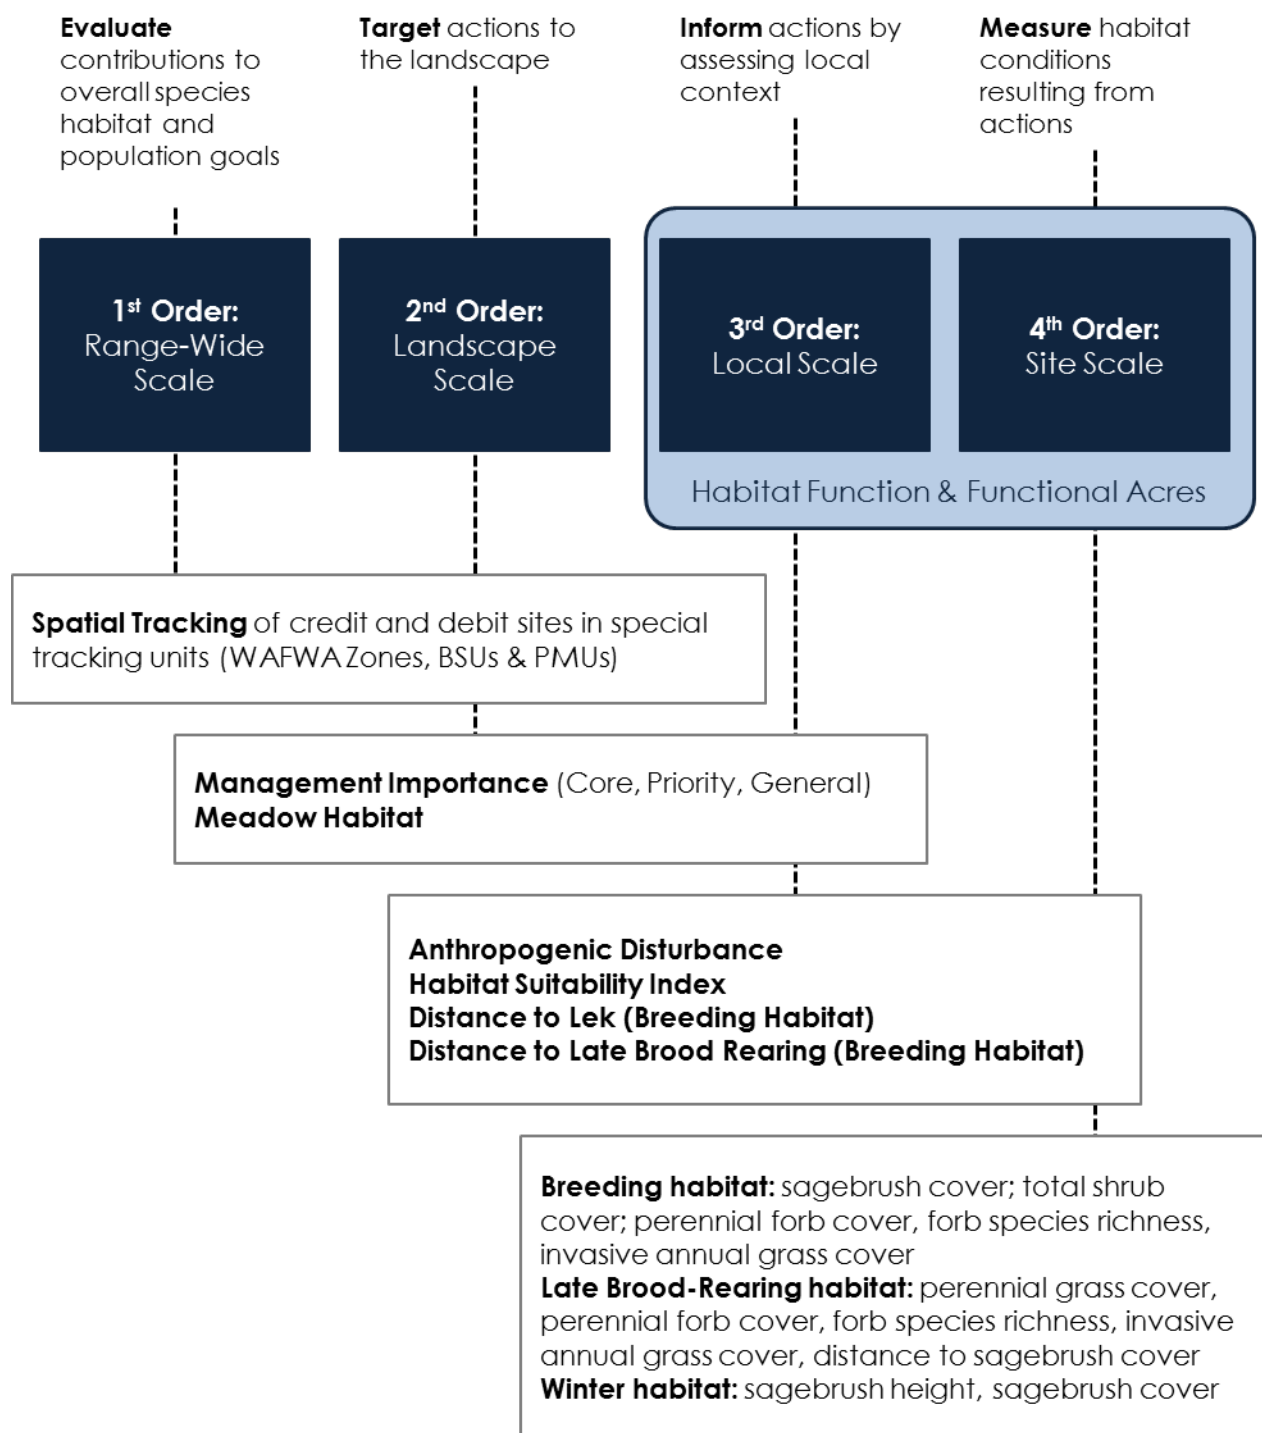 Evaluate
contributions to
overall species
habitat and
population goals
Target actions to
the landscape
Inform actions by
assessing local
context
Measure habitat
conditions
resulting from
actions
1st Order:
Range-Wide
Scale
2nd Order:
Landscape
Scale
3rd Order:
Local Scale
4th Order:
Site Scale
Habitat Function & Functional Acres
Spatial Tracking of credit and debit sites in special
tracking units (WAFWA Zones, BSUs & PMUs)
Management Importance (Core, Priority, General)
Meadow Habitat
Anthropogenic Disturbance
Habitat Suitability Index
Distance to Lek (Breeding Habitat)
Distance to Late Brood Rearing (Breeding Habitat)
Breeding habitat: sagebrush cover; total shrub
cover; perennial forb cover, forb species richness,
invasive annual grass cover
Late Brood-Rearing habitat: perennial grass cover,
perennial forb cover, forb species richness, invasive
annual grass cover, distance to sagebrush cover
Winter habitat: sagebrush height, sagebrush cover